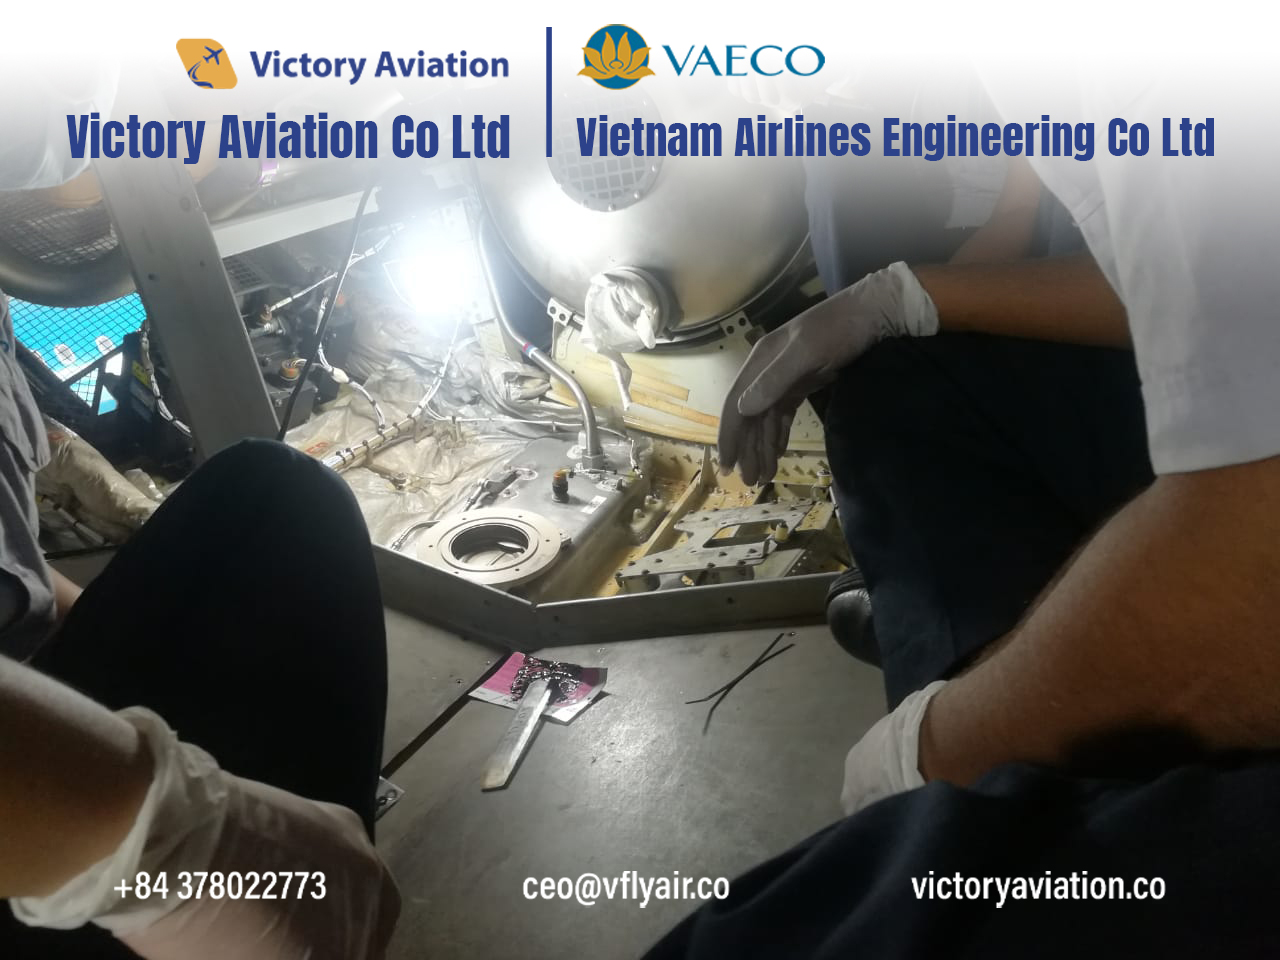 Victory Aviation
VAECO
Victory Aviation Co Ltd
Vietnam Airlines Engineering Co Ltd
+84 378022773
ceo@vflyair.co
victoryaviation.co